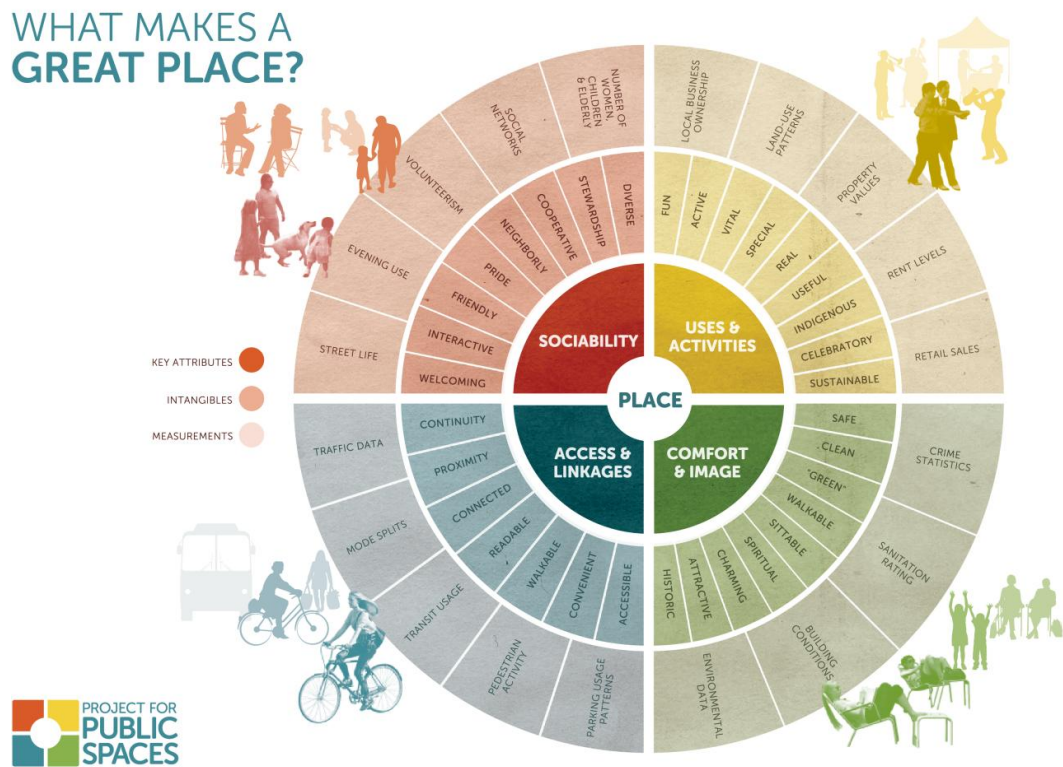 WHAT MAKES A
GREAT PLACE?
NUMBER OF
WOMEN,
CHILDREN
& ELDERLY
SOCIAL
NETWORKS
VOLUNTEERISM
EVENING USE
STREET LIFE
LOCAL BUSINESS
OWNERSHIP
LAND-USE
PATTERNS
PROPERTY
VALUES
RENT LEVELS
RETAIL SALES
DIVERSE
STEWARDSHIP
COOPERATIVE
NEIGHBORLY
PRIDE
FRIENDLY
INTERACTIVE
WELCOMING
FUN
ACTIVE
VITAL
SPECIAL
REAL
USEFUL
INDIGENOUS
CELEBRATORY
SUSTAINABLE
SOCIABILITY
USES &
ACTIVITIES
PLACE
ACCESS &
LINKAGES
COMFORT
& IMAGE
KEY ATTRIBUTES
INTANGIBLES
MEASUREMENTS
CONTINUITY
PROXIMITY
CONNECTED
READABLE
WALKABLE
CONVENIENT
ACCESSIBLE
SAFE
CLEAN
"GREEN"
WALKABLE
SITTABLE
SPIRITUAL
CHARMING
ATTRACTIVE
HISTORIC
TRAFFIC DATA
MODE SPLITS
TRANSIT USAGE
PEDESTRIAN
ACTIVITY
PARKING USAGE
PATTERNS
CRIME
STATISTICS
SANITATION
RATING
BUILDING
CONDITIONS
ENVIRONMENTAL
DATA
PROJECT FOR
PUBLIC
SPACES